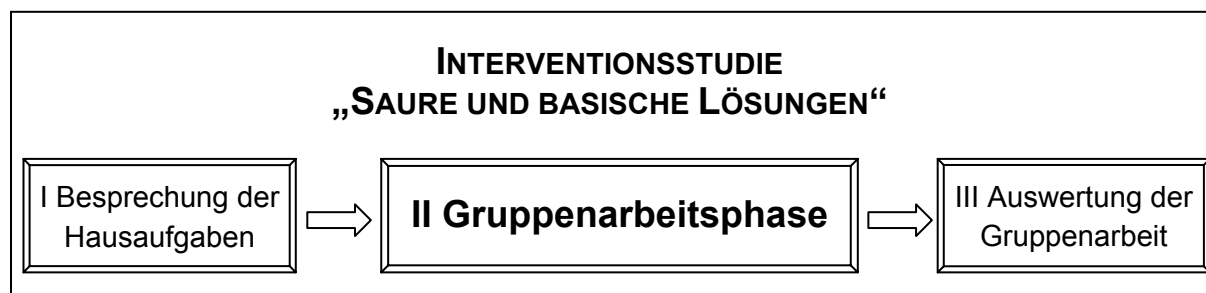 INTERVENTIONSSTUDIE
„SAURE UND BASISCHE LÖSUNGEN“
I Besprechung der
Hausaufgaben
II Gruppenarbeitsphase
III Auswertung der
Gruppenarbeit